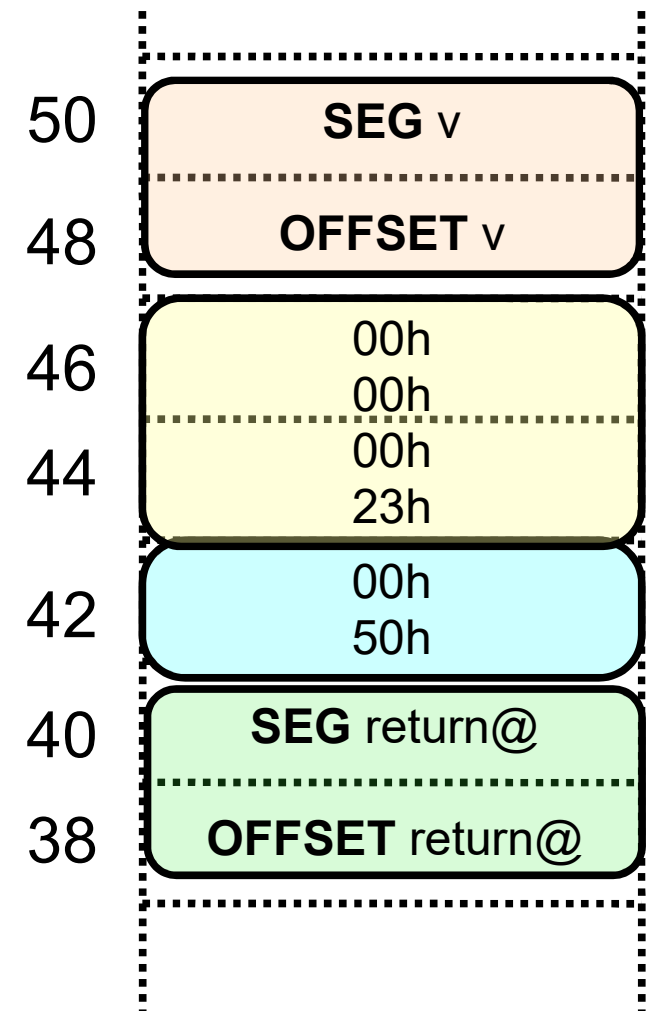 50 SEG v
48 OFFSET v
46 00h
00h
44 00h
23h
42 00h
50h
40 SEG return@
38 OFFSET return@